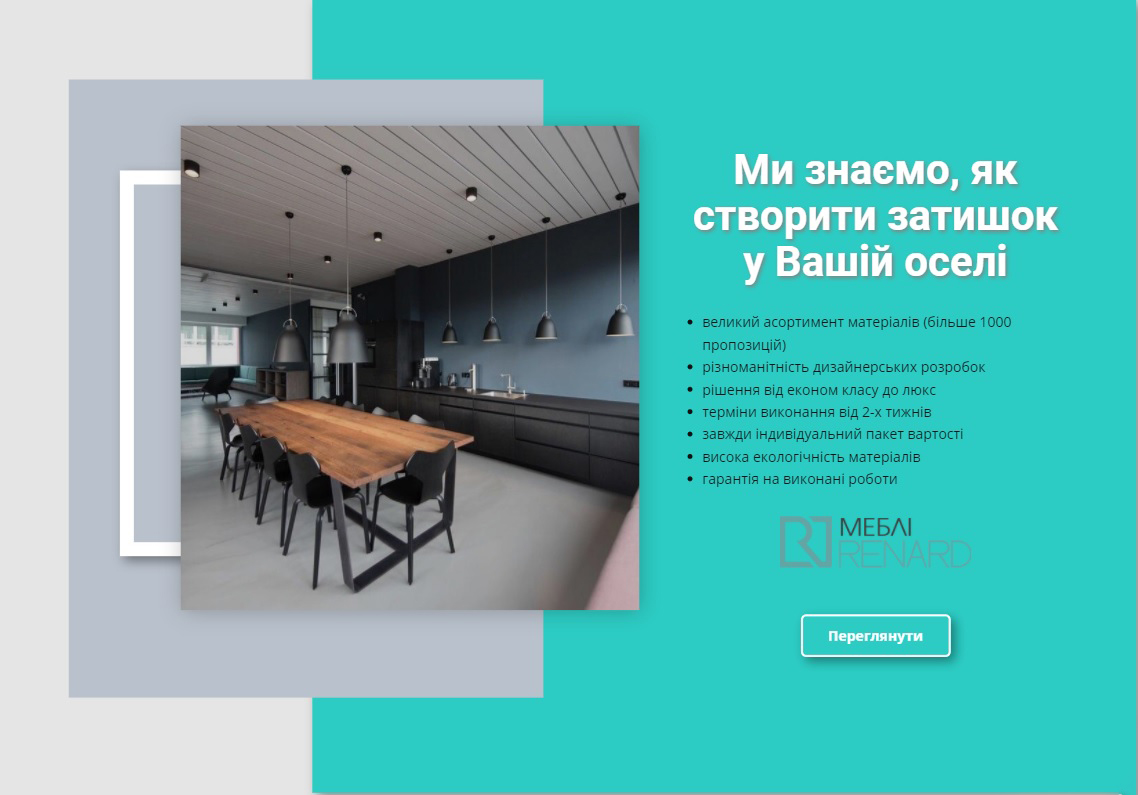 Ми знаємо, як
створити затишок
у Вашій оселі
великий асортимент матеріалів (більше 1000
пропозицій)
різноманітність дизайнерських розробок
рішення від економ класу до люкс
терміни виконання від 2-х тижнів
завжди індивідуальний пакет вартості
висока екологічність матеріалів
гарантія на виконані роботи
МЕБЛІ
RENARD
Переглянути